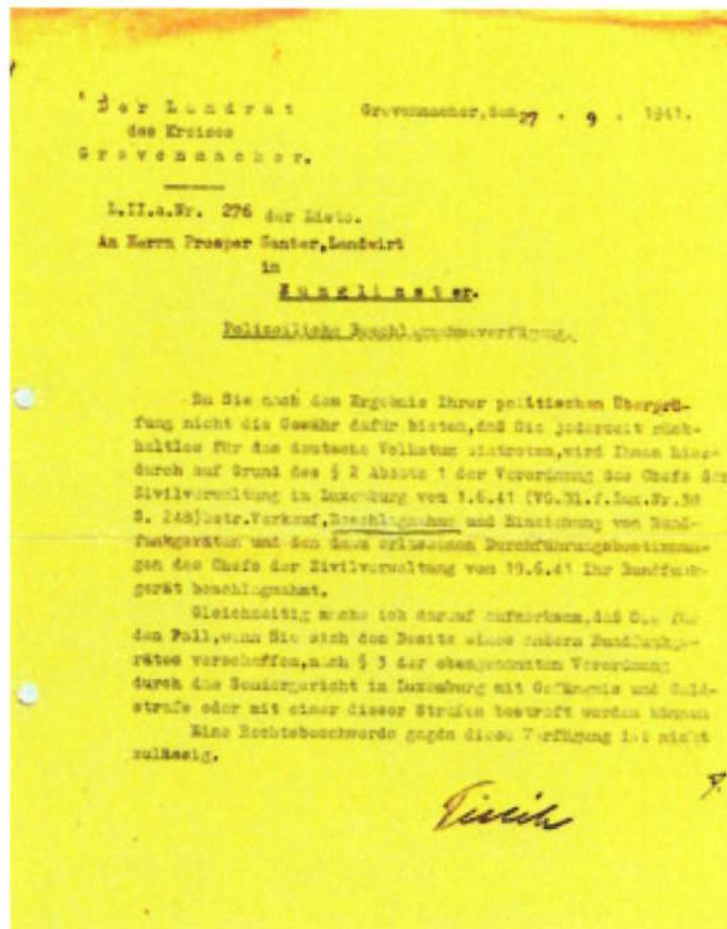 Der Landrat Grevenmacher, den 27 . 9 . 1941.
des Kreises
Grevenmacher.
L.II.a.Nr. 276 der Liste.
An Herrn Prosper Santer, Landwirt
in
Junglinster.
Polizeiliche Beschlagnahmeverfügung.
Da Sie nach dem Ergebnis Ihrer politischen Überprü-
fung nicht die Gewähr dafür bieten, daß Sie jederzeit rück-
haltlos für das deutsche Volkstum eintreten, wird Ihnen hier-
durch auf Grund des § 2 Absatz 1 der Verordnung des Chefs der
Zivilverwaltung in Luxemburg vom 1.6.41 (VO.Bl.f.Lux.Nr.38
S. 248) betr. Verkauf, Beschlagnahme und Einziehung von Rund-
funkgeräten und den dazu erlassenen Durchführungsbestimmun-
gen des Chefs der Zivilverwaltung vom 19.6.41 Ihr Rundfunk-
gerät beschlagnahmt.
Gleichzeitig mache ich darauf aufmerksam, daß Sie für
den Fall, wenn Sie sich den Besitz eines andern Rundfunkge-
rätes verschaffen, nach § 3 der obengenannten Verordnung
durch das Sondergericht in Luxemburg mit Gefängnis und Geld-
strafe oder mit einer dieser Strafen bestraft werden können
Eine Rechtsbeschwerde gegen diese Verfügung ist nicht
zulässig.